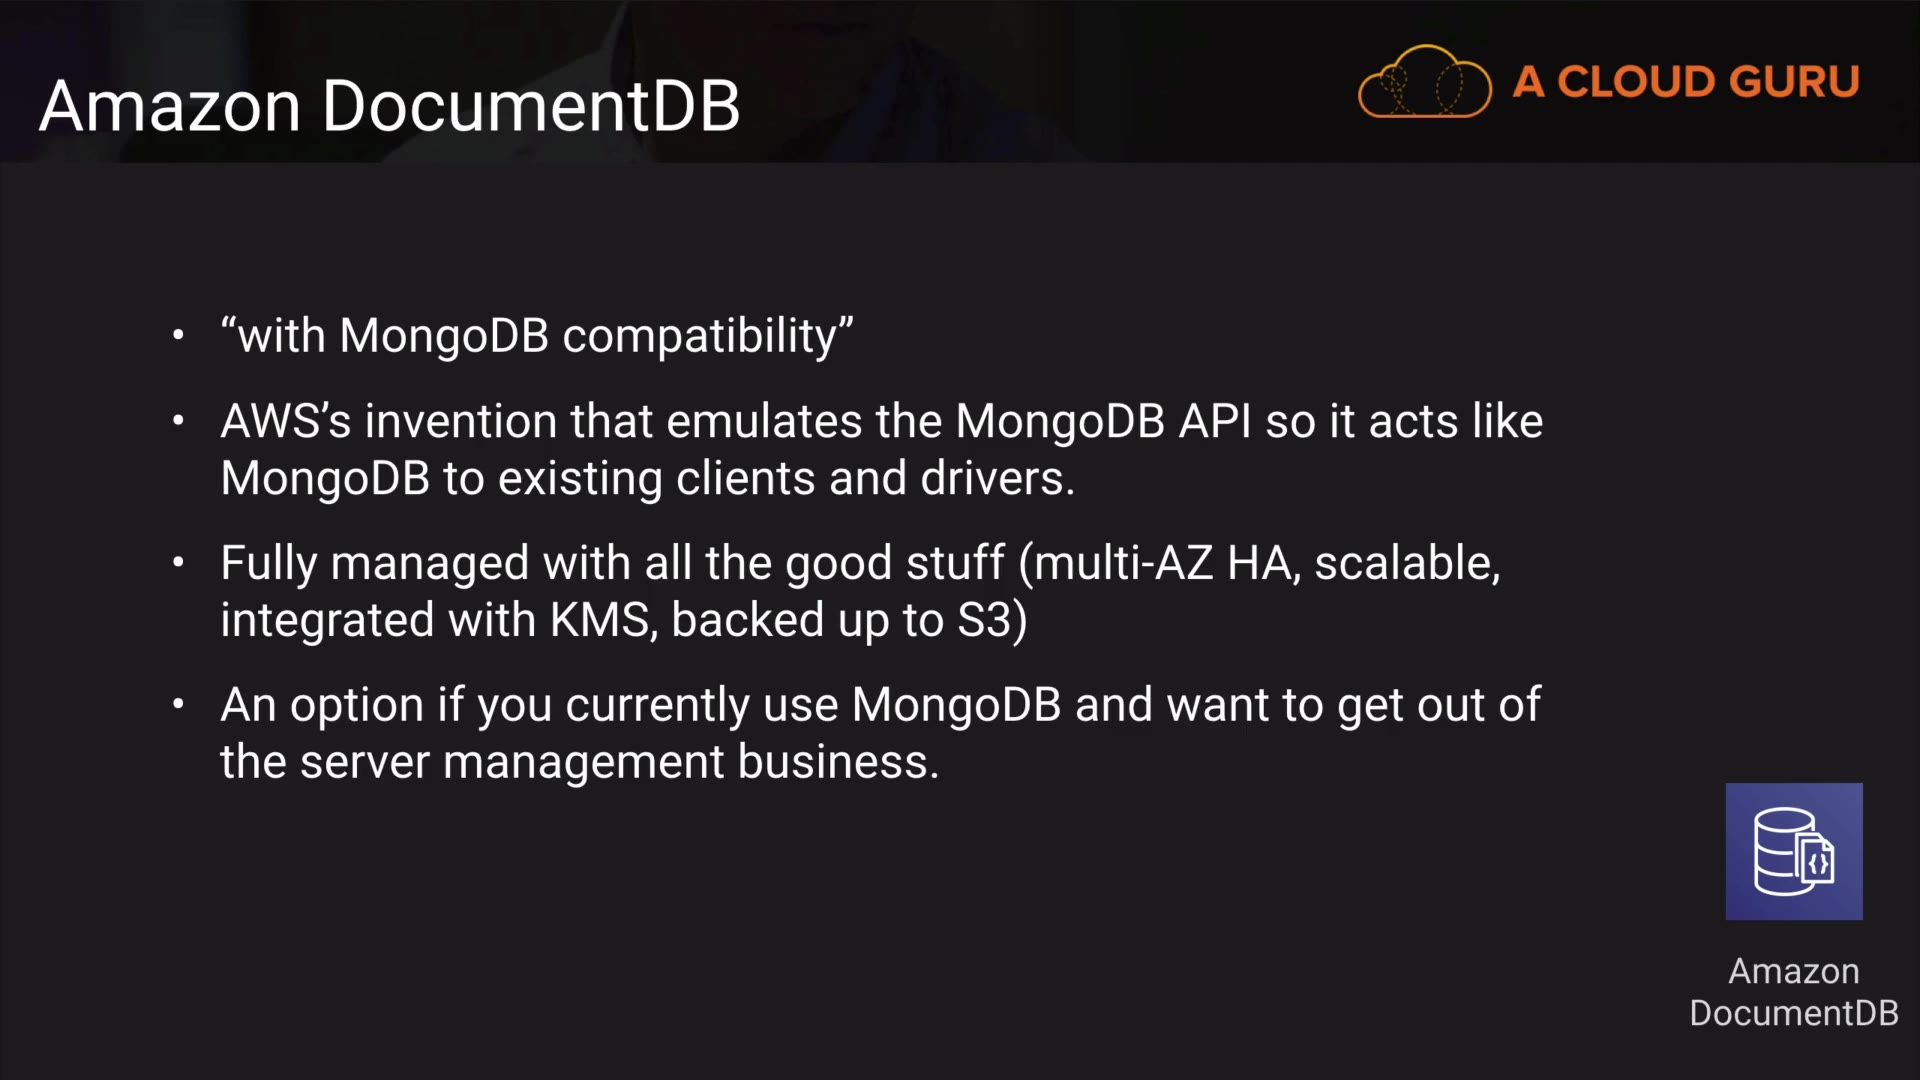 Amazon DocumentDB
A CLOUD GURU
• “with MongoDB compatibility”
• AWS’s invention that emulates the MongoDB API so it acts like
MongoDB to existing clients and drivers.
• Fully managed with all the good stuff (multi-AZ HA, scalable,
integrated with KMS, backed up to S3)
• An option if you currently use MongoDB and want to get out of
the server management business.
Amazon
DocumentDB